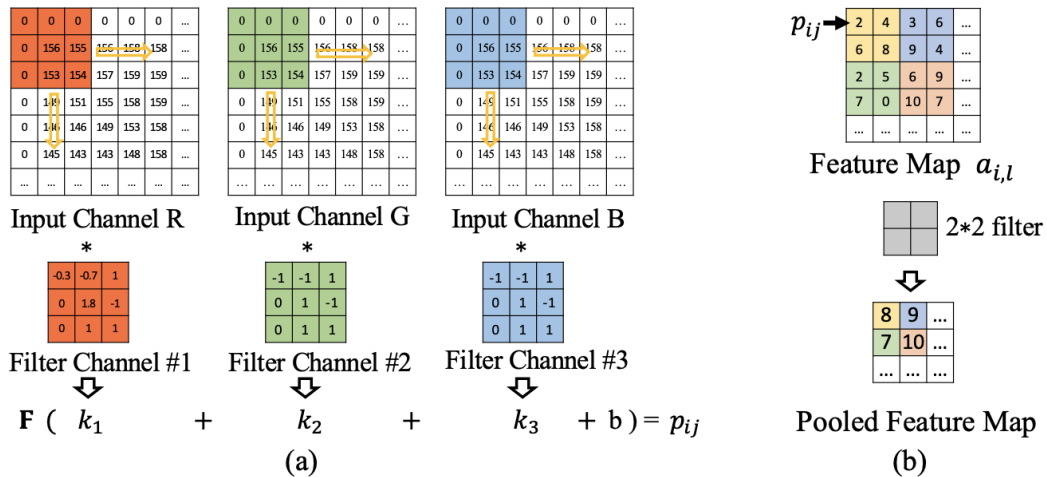 0 0 0 0 0 0 ...
0 156 155 156 158 158 ...
0 153 154 157 159 159 ...
0 149 151 155 158 159 ...
0 146 146 149 153 158 ...
0 145 143 143 148 158 ...
... ... ... ... ... ... ...
Input Channel R
*
-0.3 -0.7 1
0 1.8 -1
0 1 1
Filter Channel #1
0 0 0 0 0 0 ...
0 156 155 156 158 158 ...
0 153 154 157 159 159 ...
0 149 151 155 158 159 ...
0 146 146 149 153 158 ...
0 145 143 143 148 158 ...
... ... ... ... ... ... ...
Input Channel G
*
-1 -1 1
0 1 -1
0 1 1
Filter Channel #2
0 0 0 0 0 0 ...
0 156 155 156 158 158 ...
0 153 154 157 159 159 ...
0 149 151 155 158 159 ...
0 146 146 149 153 158 ...
0 145 143 143 148 158 ...
... ... ... ... ... ... ...
Input Channel B
*
-1 -1 1
0 1 -1
0 1 1
Filter Channel #3
F ( k1 + k2 + k3 + b ) = pij
(a)
pij
2 4 3 6 ...
6 8 9 4 ...
2 5 6 9 ...
7 0 10 7 ...
... ... ... ... ...
Feature Map ai,l
2*2 filter
8 9 ...
7 10 ...
... ... ...
Pooled Feature Map
(b)